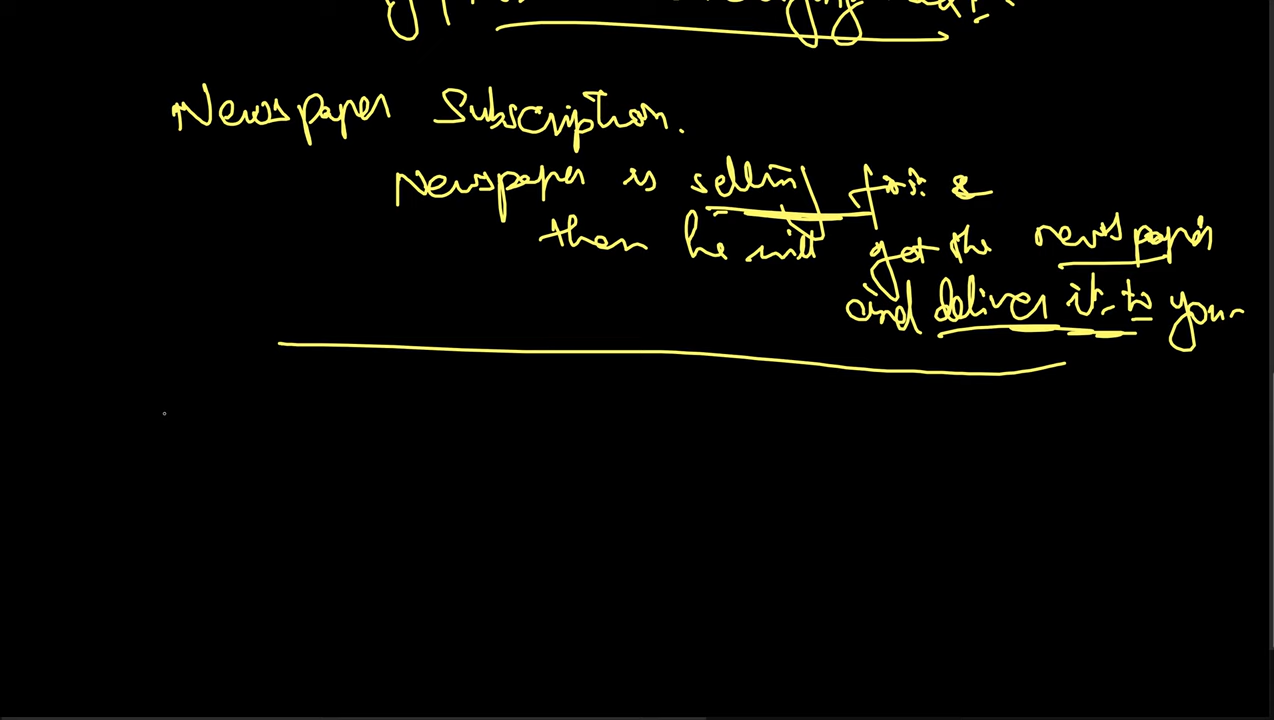 Newspaper Subscription.
Newspaper is selling first &
then he will get the newspaper
and deliver it to you.